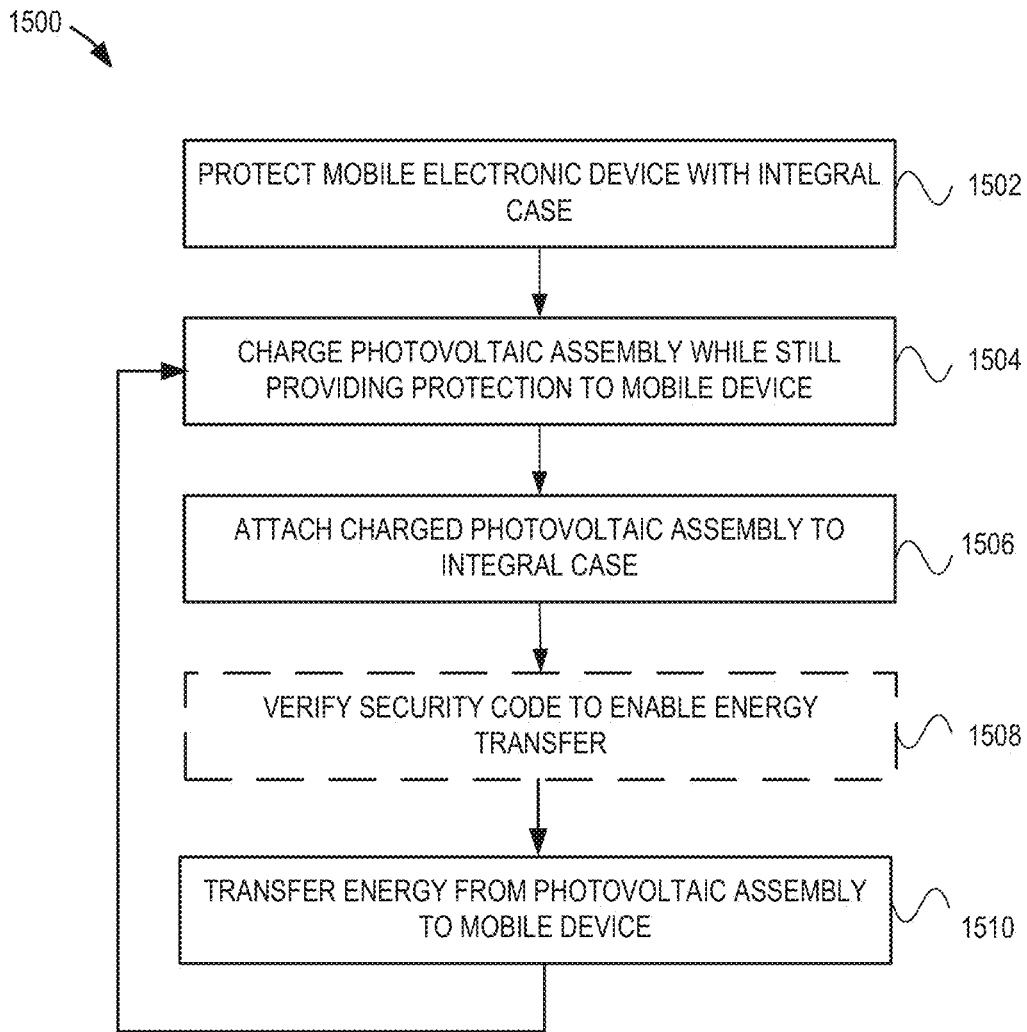 1500
PROTECT MOBILE ELECTRONIC DEVICE WITH INTEGRAL
CASE
1502
CHARGE PHOTOVOLTAIC ASSEMBLY WHILE STILL
PROVIDING PROTECTION TO MOBILE DEVICE
1504
ATTACH CHARGED PHOTOVOLTAIC ASSEMBLY TO
INTEGRAL CASE
1506
VERIFY SECURITY CODE TO ENABLE ENERGY
TRANSFER
1508
TRANSFER ENERGY FROM PHOTOVOLTAIC ASSEMBLY
TO MOBILE DEVICE
1510